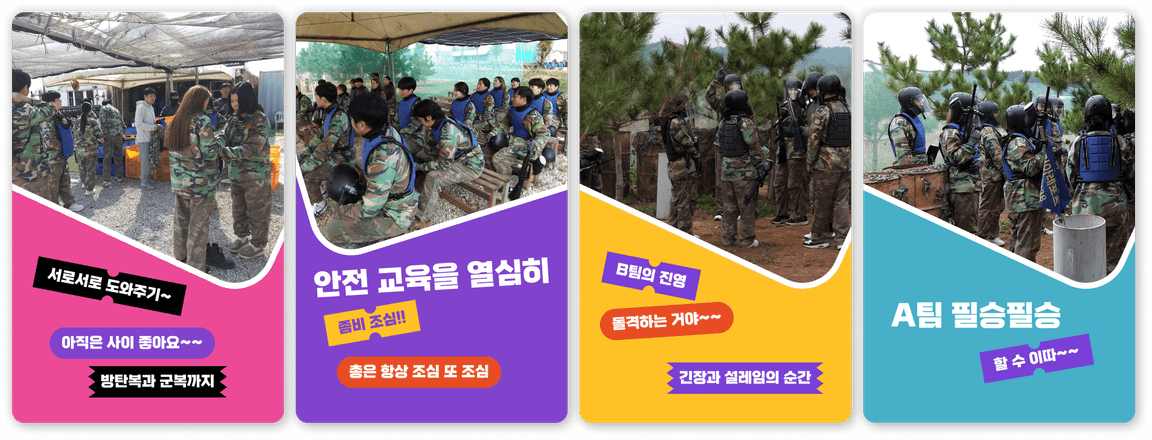 서로서로 도와주기~
아직은 사이 좋아요~~
방탄복과 군복까지
안전 교육을 열심히
좀비 조심!!
총은 항상 조심 또 조심
B팀의 진영
돌격하는 거야~~
긴장과 설레임의 순간
A팀 필승필승
할 수 이따~~